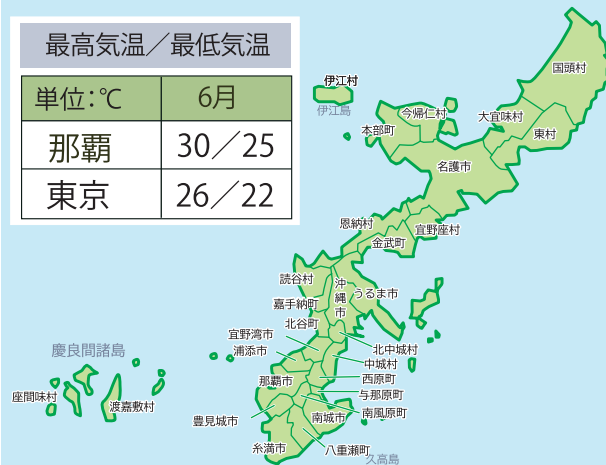 最高気温／最低気温
単位：℃ 6月
那覇 30／25
東京 26／22
国頭村
伊江村
伊江島
今帰仁村
大宜味村
本部町
東村
名護市
恩納村
宜野座村
金武町
読谷村
沖縄市
うるま市
嘉手納町
北谷町
宜野湾市
北中城村
浦添市
中城村
慶良間諸島
西原町
那覇市
与那原町
座間味村
渡嘉敷村
南風原町
豊見城市
南城市
糸満市
八重瀬町
久高島